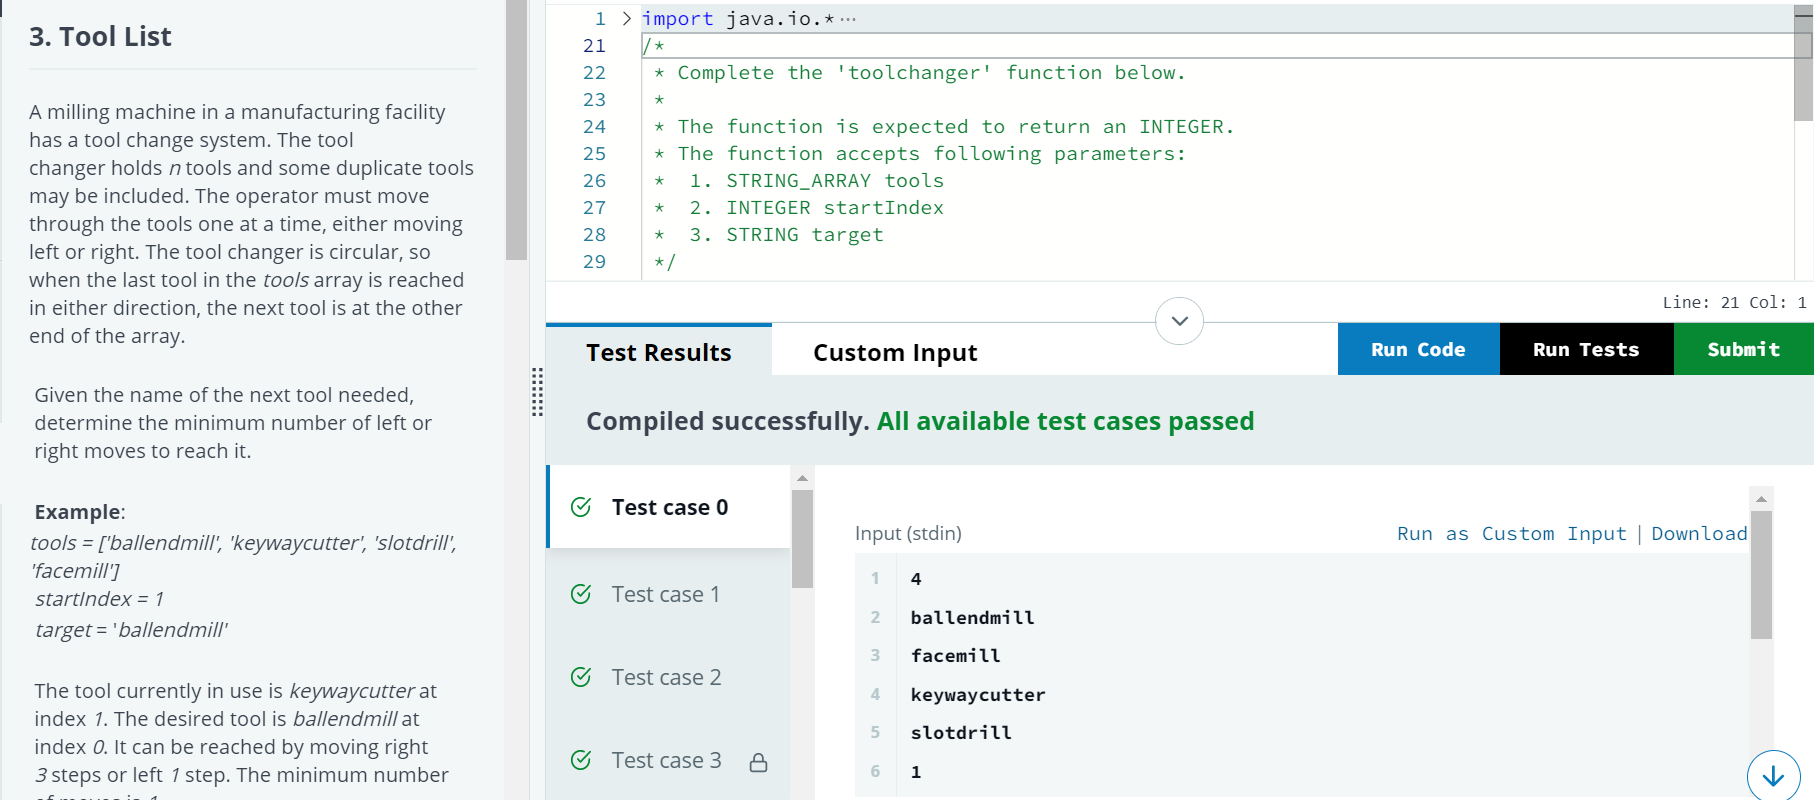 3. Tool List
A milling machine in a manufacturing facility
has a tool change system. The tool
changer holds n tools and some duplicate tools
may be included. The operator must move
through the tools one at a time, either moving
left or right. The tool changer is circular, so
when the last tool in the tools array is reached
in either direction, the next tool is at the other
end of the array.
Given the name of the next tool needed,
determine the minimum number of left or
right moves to reach it.
Example:
tools = ['ballendmill', 'keywaycutter', 'slotdrill',
'facemill']
startIndex = 1
target = 'ballendmill'
The tool currently in use is keywaycutter at
index 1. The desired tool is ballendmill at
index 0. It can be reached by moving right
3 steps or left 1 step. The minimum number
of moves is 1.
1 import java.io.*...
21 /*
22 * Complete the 'toolchanger' function below.
23 *
24 * The function is expected to return an INTEGER.
25 * The function accepts following parameters:
26 * 1. STRING_ARRAY tools
27 * 2. INTEGER startIndex
28 * 3. STRING target
29 */
Line: 21 Col: 1
Test Results Custom Input Run Code Run Tests Submit
Compiled successfully. All available test cases passed
Test case 0
Test case 1
Test case 2
Test case 3
Input (stdin) Run as Custom Input | Download
1 4
2 ballendmill
3 facemill
4 keywaycutter
5 slotdrill
6 1